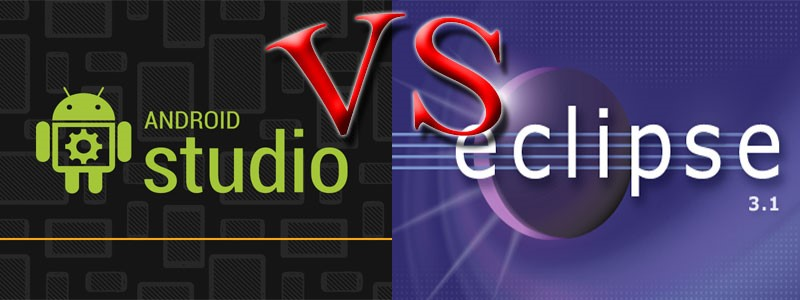 VS
ANDROID
studio
eclipse
3.1